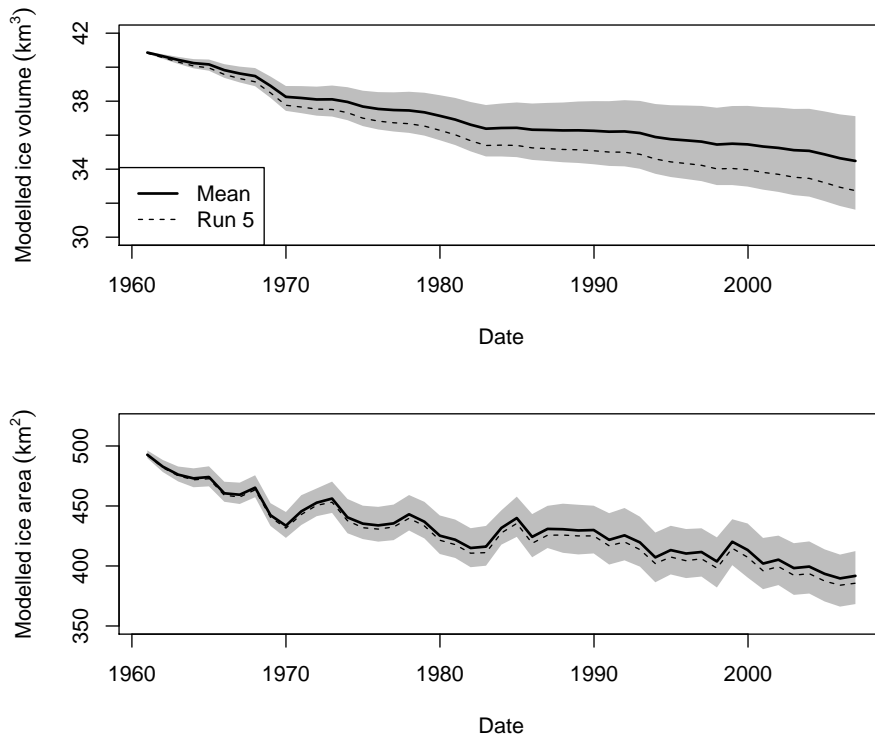 Modelled ice volume (km³)
42
38
34
30
Mean
Run 5
1960 1970 1980 1990 2000
Date
Modelled ice area (km²)
500
450
400
350
1960 1970 1980 1990 2000
Date